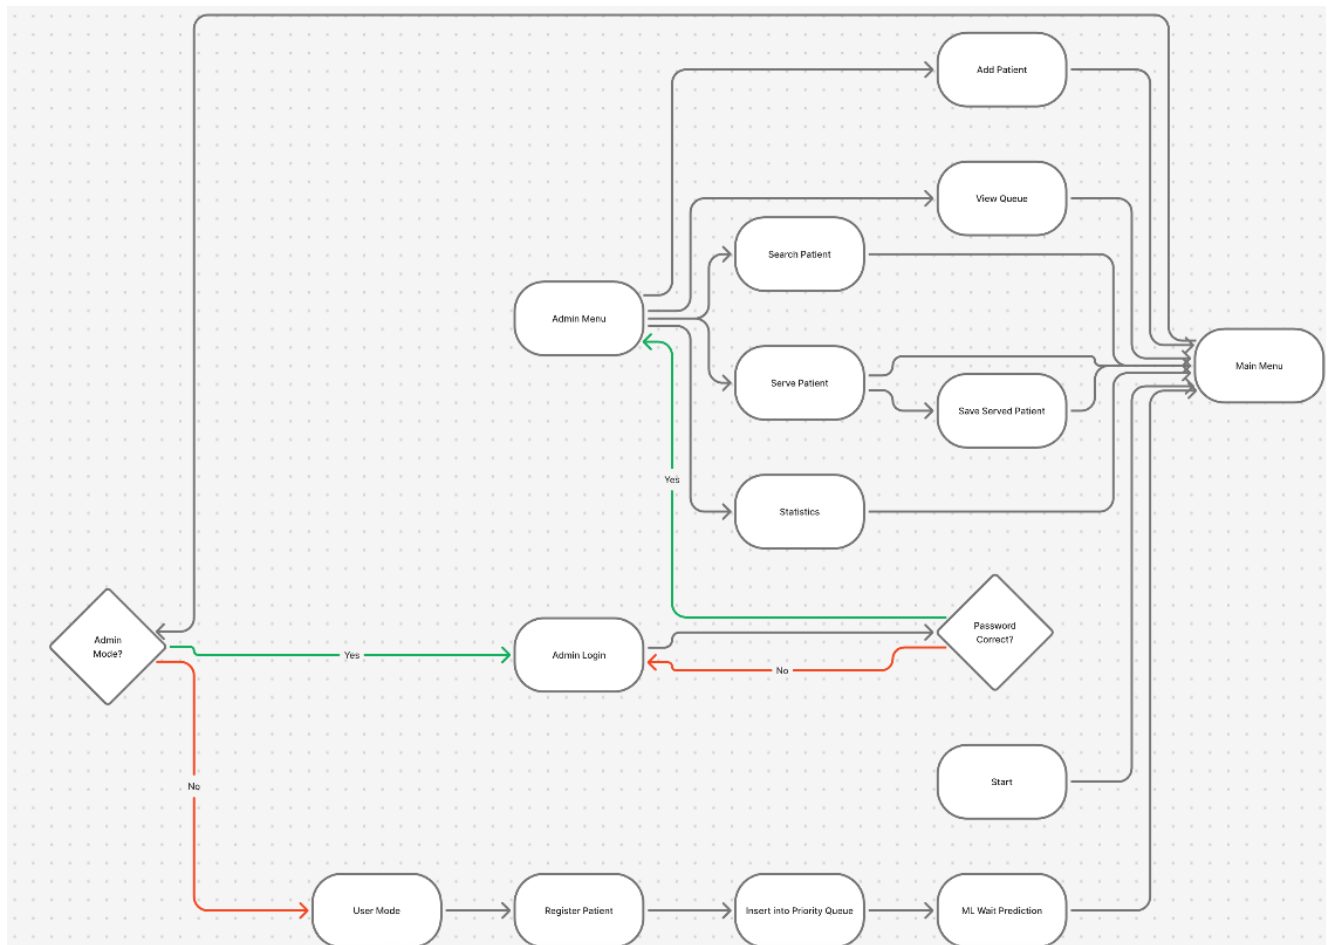 Add Patient
View Queue
Search Patient
Admin Menu
Main Menu
Serve Patient
Save Served Patient
Yes
Statistics
Password
Correct?
Admin
Mode?
Yes
Admin Login
No
Start
No
User Mode
Register Patient
Insert into Priority Queue
ML Wait Prediction